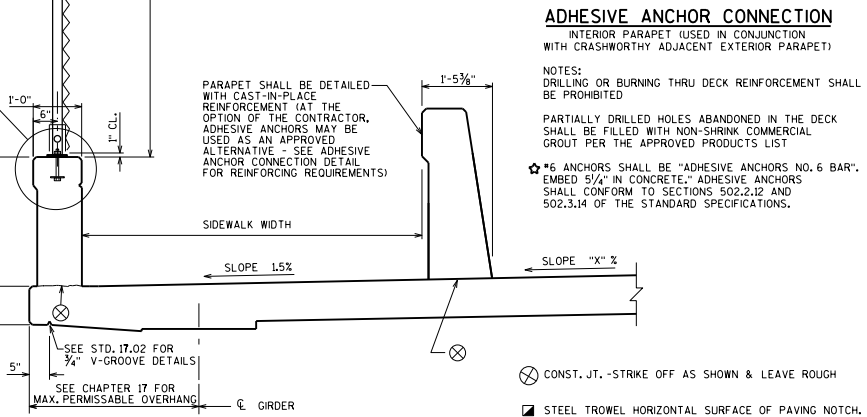 ADHESIVE ANCHOR CONNECTION
INTERIOR PARAPET (USED IN CONJUNCTION
WITH CRASHWORTHY ADJACENT EXTERIOR PARAPET)
NOTES:
DRILLING OR BURNING THRU DECK REINFORCEMENT SHALL
BE PROHIBITED
PARTIALLY DRILLED HOLES ABANDONED IN THE DECK
SHALL BE FILLED WITH NON-SHRINK COMMERCIAL
GROUT PER THE APPROVED PRODUCTS LIST
#6 ANCHORS SHALL BE "ADHESIVE ANCHORS NO. 6 BAR".
EMBED 5 1/4" IN CONCRETE." ADHESIVE ANCHORS
SHALL CONFORM TO SECTIONS 502.2.12 AND
502.3.14 OF THE STANDARD SPECIFICATIONS.
1'-0"
6"
1" CL.
PARAPET SHALL BE DETAILED
WITH CAST-IN-PLACE
REINFORCEMENT (AT THE
OPTION OF THE CONTRACTOR,
ADHESIVE ANCHORS MAY BE
USED AS AN APPROVED
ALTERNATIVE - SEE ADHESIVE
ANCHOR CONNECTION DETAIL
FOR REINFORCING REQUIREMENTS)
1'-5 3/8"
SIDEWALK WIDTH
SLOPE 1.5%
SLOPE "X" %
SEE STD. 17.02 FOR
3/4" V-GROOVE DETAILS
5"
SEE CHAPTER 17 FOR
MAX. PERMISSABLE OVERHANG
℄ GIRDER
CONST. JT. - STRIKE OFF AS SHOWN & LEAVE ROUGH
STEEL TROWEL HORIZONTAL SURFACE OF PAVING NOTCH.